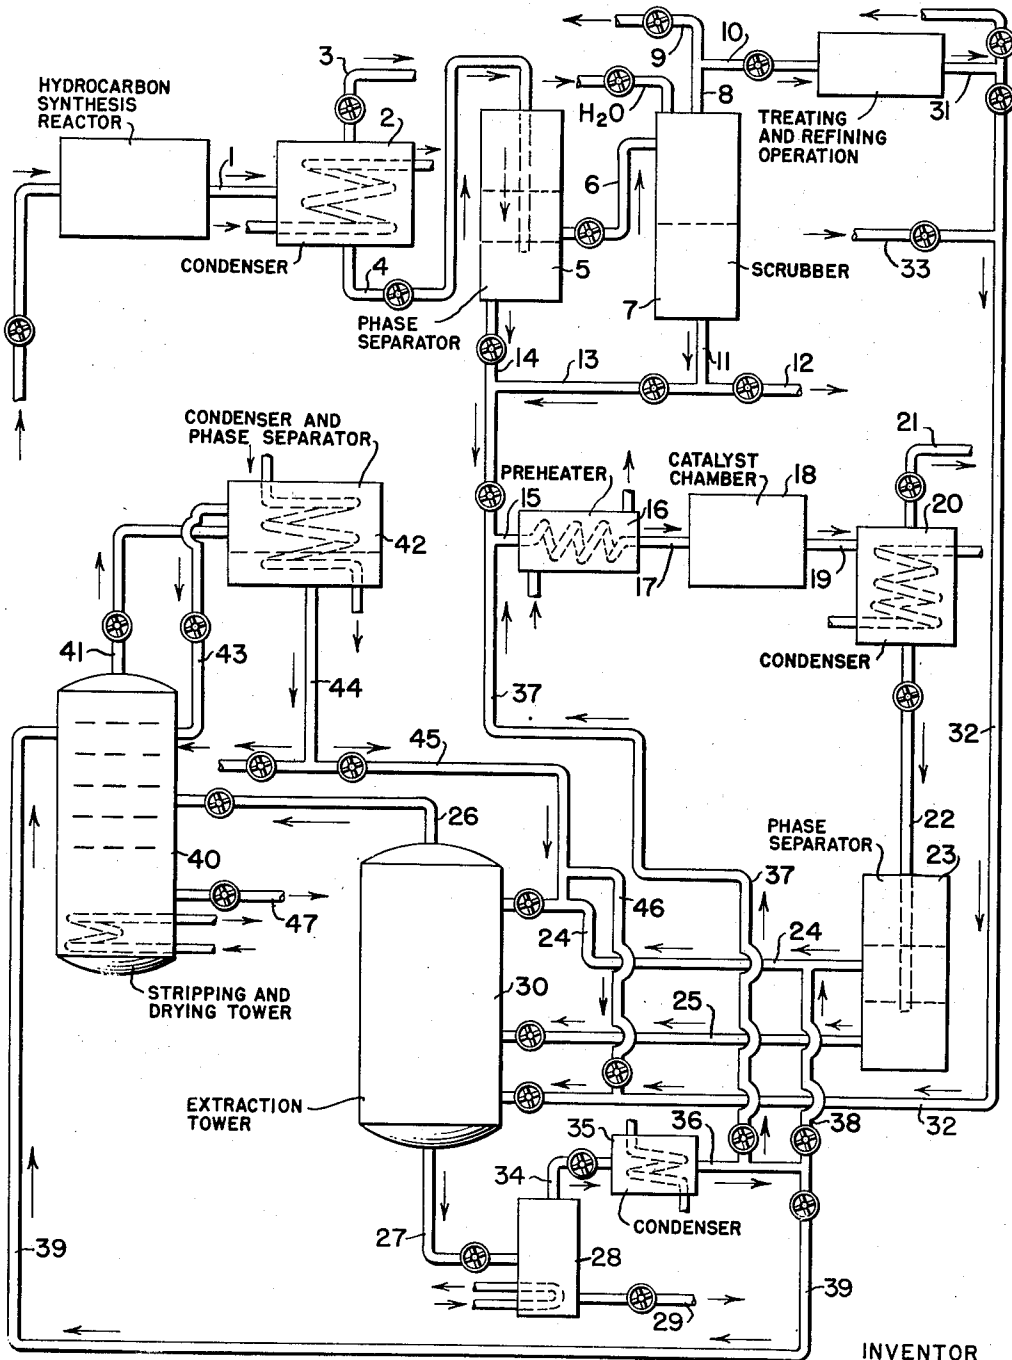 HYDROCARBON
SYNTHESIS
REACTOR
1
2
3
CONDENSER
4
PHASE
SEPARATOR
5
6
H2O
7
8
9
10
SCRUBBER
TREATING
AND REFINING
OPERATION
31
33
11
12
13
14
CONDENSER AND
PHASE SEPARATOR
42
PREHEATER
15
16
17
CATALYST
CHAMBER
18
19
20
21
CONDENSER
41
43
44
37
45
32
26
22
PHASE
SEPARATOR
23
40
47
37
46
24
24
30
25
STRIPPING AND
DRYING TOWER
EXTRACTION
TOWER
35
36
38
32
34
CONDENSER
27
28
29
39
39
INVENTOR